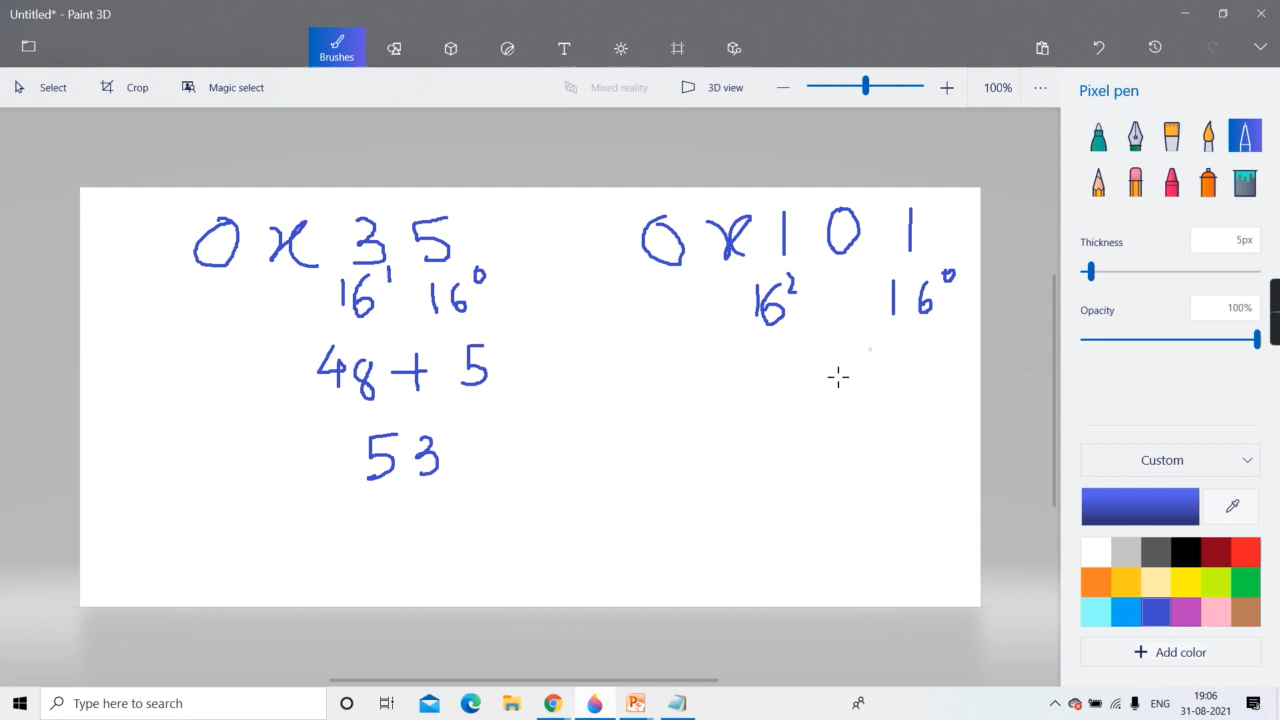 Untitled* - Paint 3D
Brushes
Select Crop Magic select Mixed reality 3D view 100% ...
Pixel pen
Thickness 5px
Opacity 100%
Custom
Add color
0x35 0x101
16¹ 16⁰ 16² 16⁰
48 + 5
53
Type here to search
ENG
19:06
31-08-2021